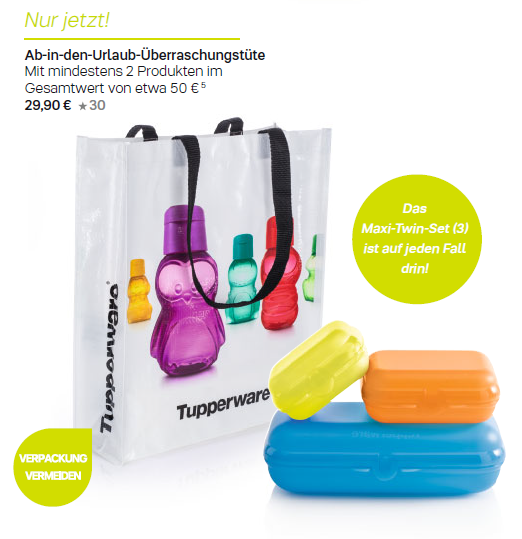 Nur jetzt!
Ab-in-den-Urlaub-Überraschungstüte
Mit mindestens 2 Produkten im
Gesamtwert von etwa 50 € 5
29,90 € ★30
Das
Maxi-Twin-Set (3)
ist auf jeden Fall
drin!
Tupperware®
Tupperware
VERPACKUNG
VERMEIDEN